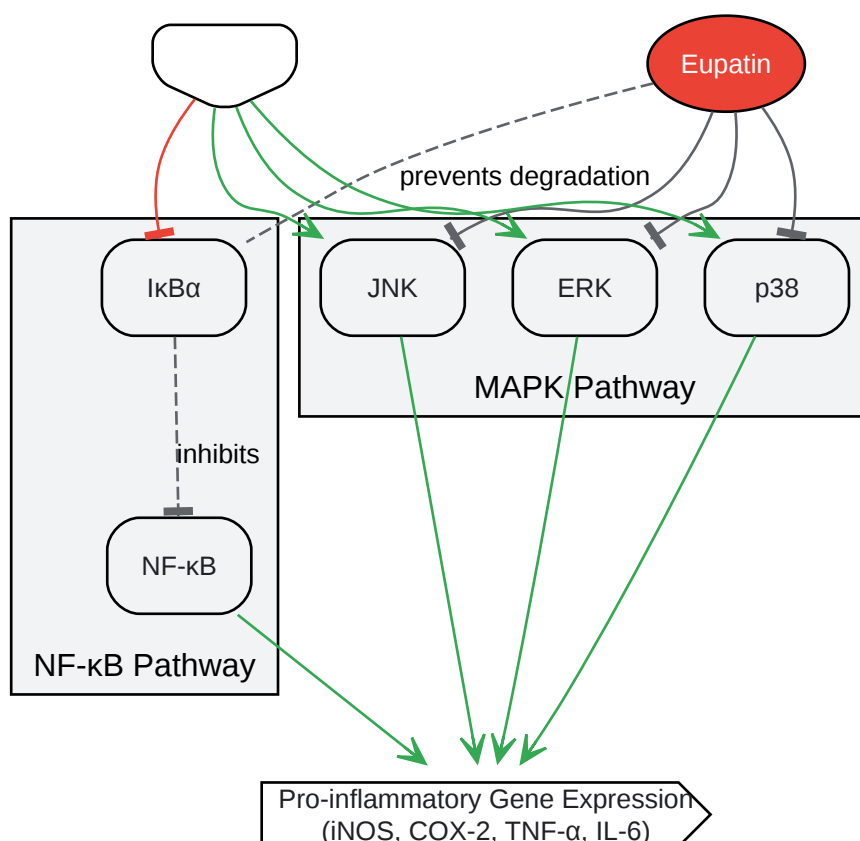 Eupatin
prevents degradation
IκBα
JNK
ERK
p38
MAPK Pathway
inhibits
NF-κB
NF-κB Pathway
Pro-inflammatory Gene Expression
(iNOS, COX-2, TNF-α, IL-6)